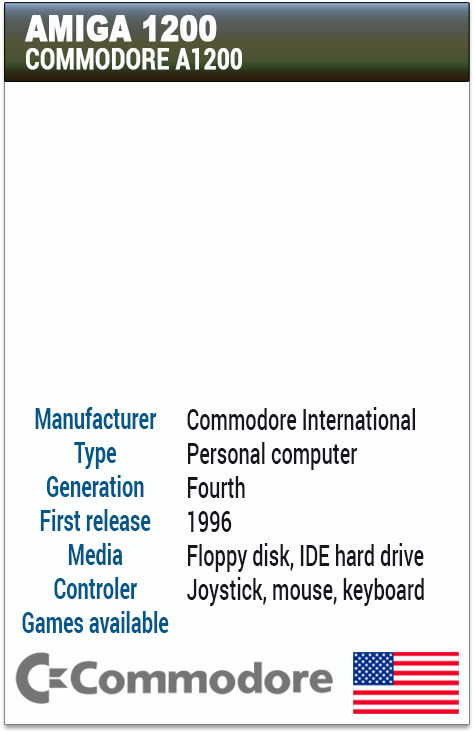 AMIGA 1200
COMMODORE A1200
Manufacturer Commodore International
Type Personal computer
Generation Fourth
First release 1996
Media Floppy disk, IDE hard drive
Controler Joystick, mouse, keyboard
Games available
Commodore